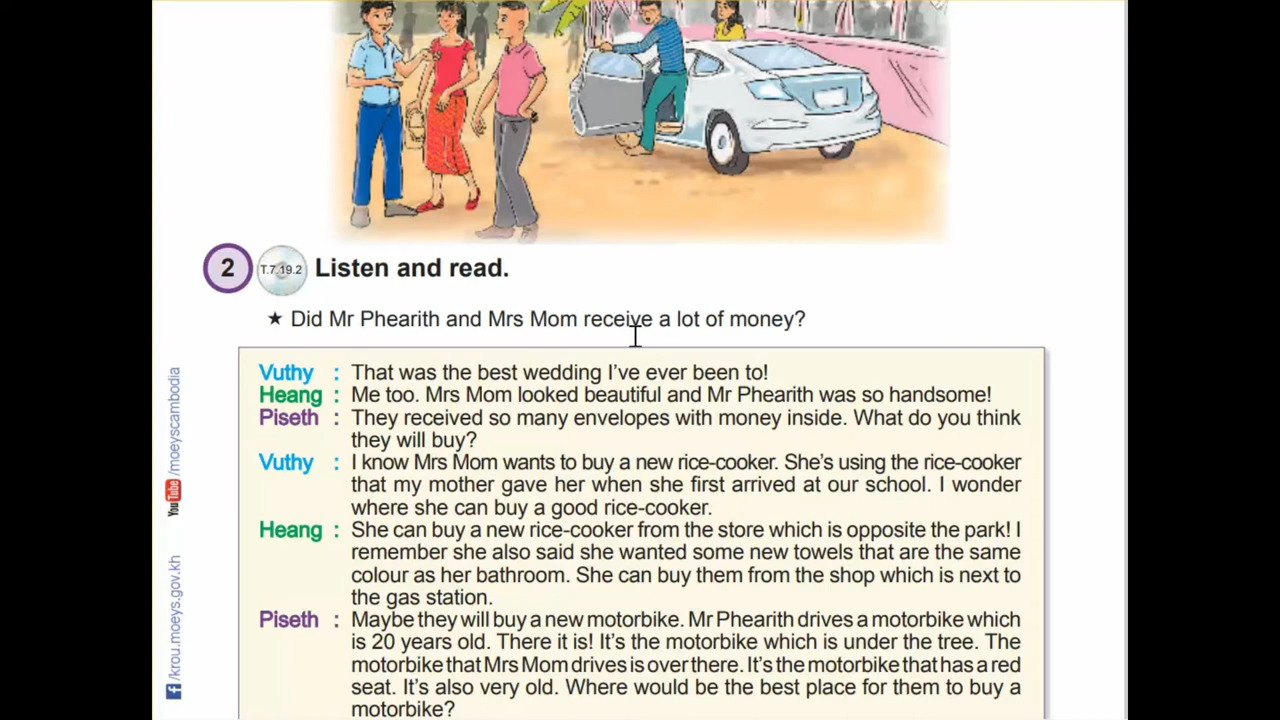 2 T.7.19.2 Listen and read.
★ Did Mr Phearith and Mrs Mom receive a lot of money?
Vuthy : That was the best wedding I've ever been to!
Heang : Me too. Mrs Mom looked beautiful and Mr Phearith was so handsome!
Piseth : They received so many envelopes with money inside. What do you think
they will buy?
Vuthy : I know Mrs Mom wants to buy a new rice-cooker. She's using the rice-cooker
that my mother gave her when she first arrived at our school. I wonder
where she can buy a good rice-cooker.
Heang : She can buy a new rice-cooker from the store which is opposite the park! I
remember she also said she wanted some new towels that are the same
colour as her bathroom. She can buy them from the shop which is next to
the gas station.
Piseth : Maybe they will buy a new motorbike. Mr Phearith drives a motorbike which
is 20 years old. There it is! It's the motorbike which is under the tree. The
motorbike that Mrs Mom drives is over there. It's the motorbike that has a red
seat. It's also very old. Where would be the best place for them to buy a
motorbike?
YouTube /moeyscambodia
f /krou.moeys.gov.kh